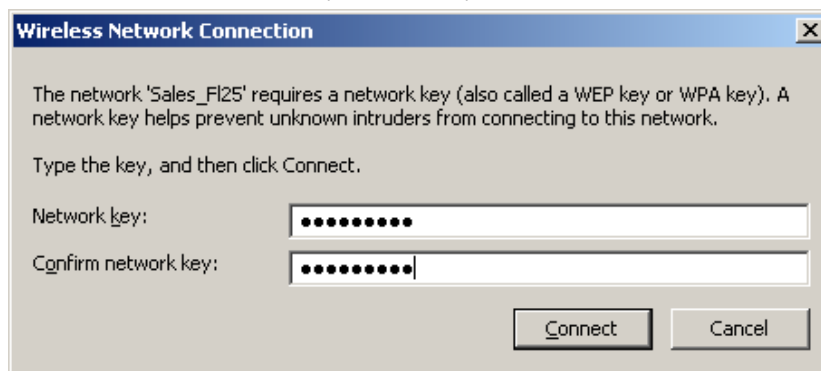 Wireless Network Connection
The network 'Sales_Fl25' requires a network key (also called a WEP key or WPA key). A
network key helps prevent unknown intruders from connecting to this network.
Type the key, and then click Connect.
Network key: ●●●●●●●●●
Confirm network key: ●●●●●●●●●
Connect Cancel